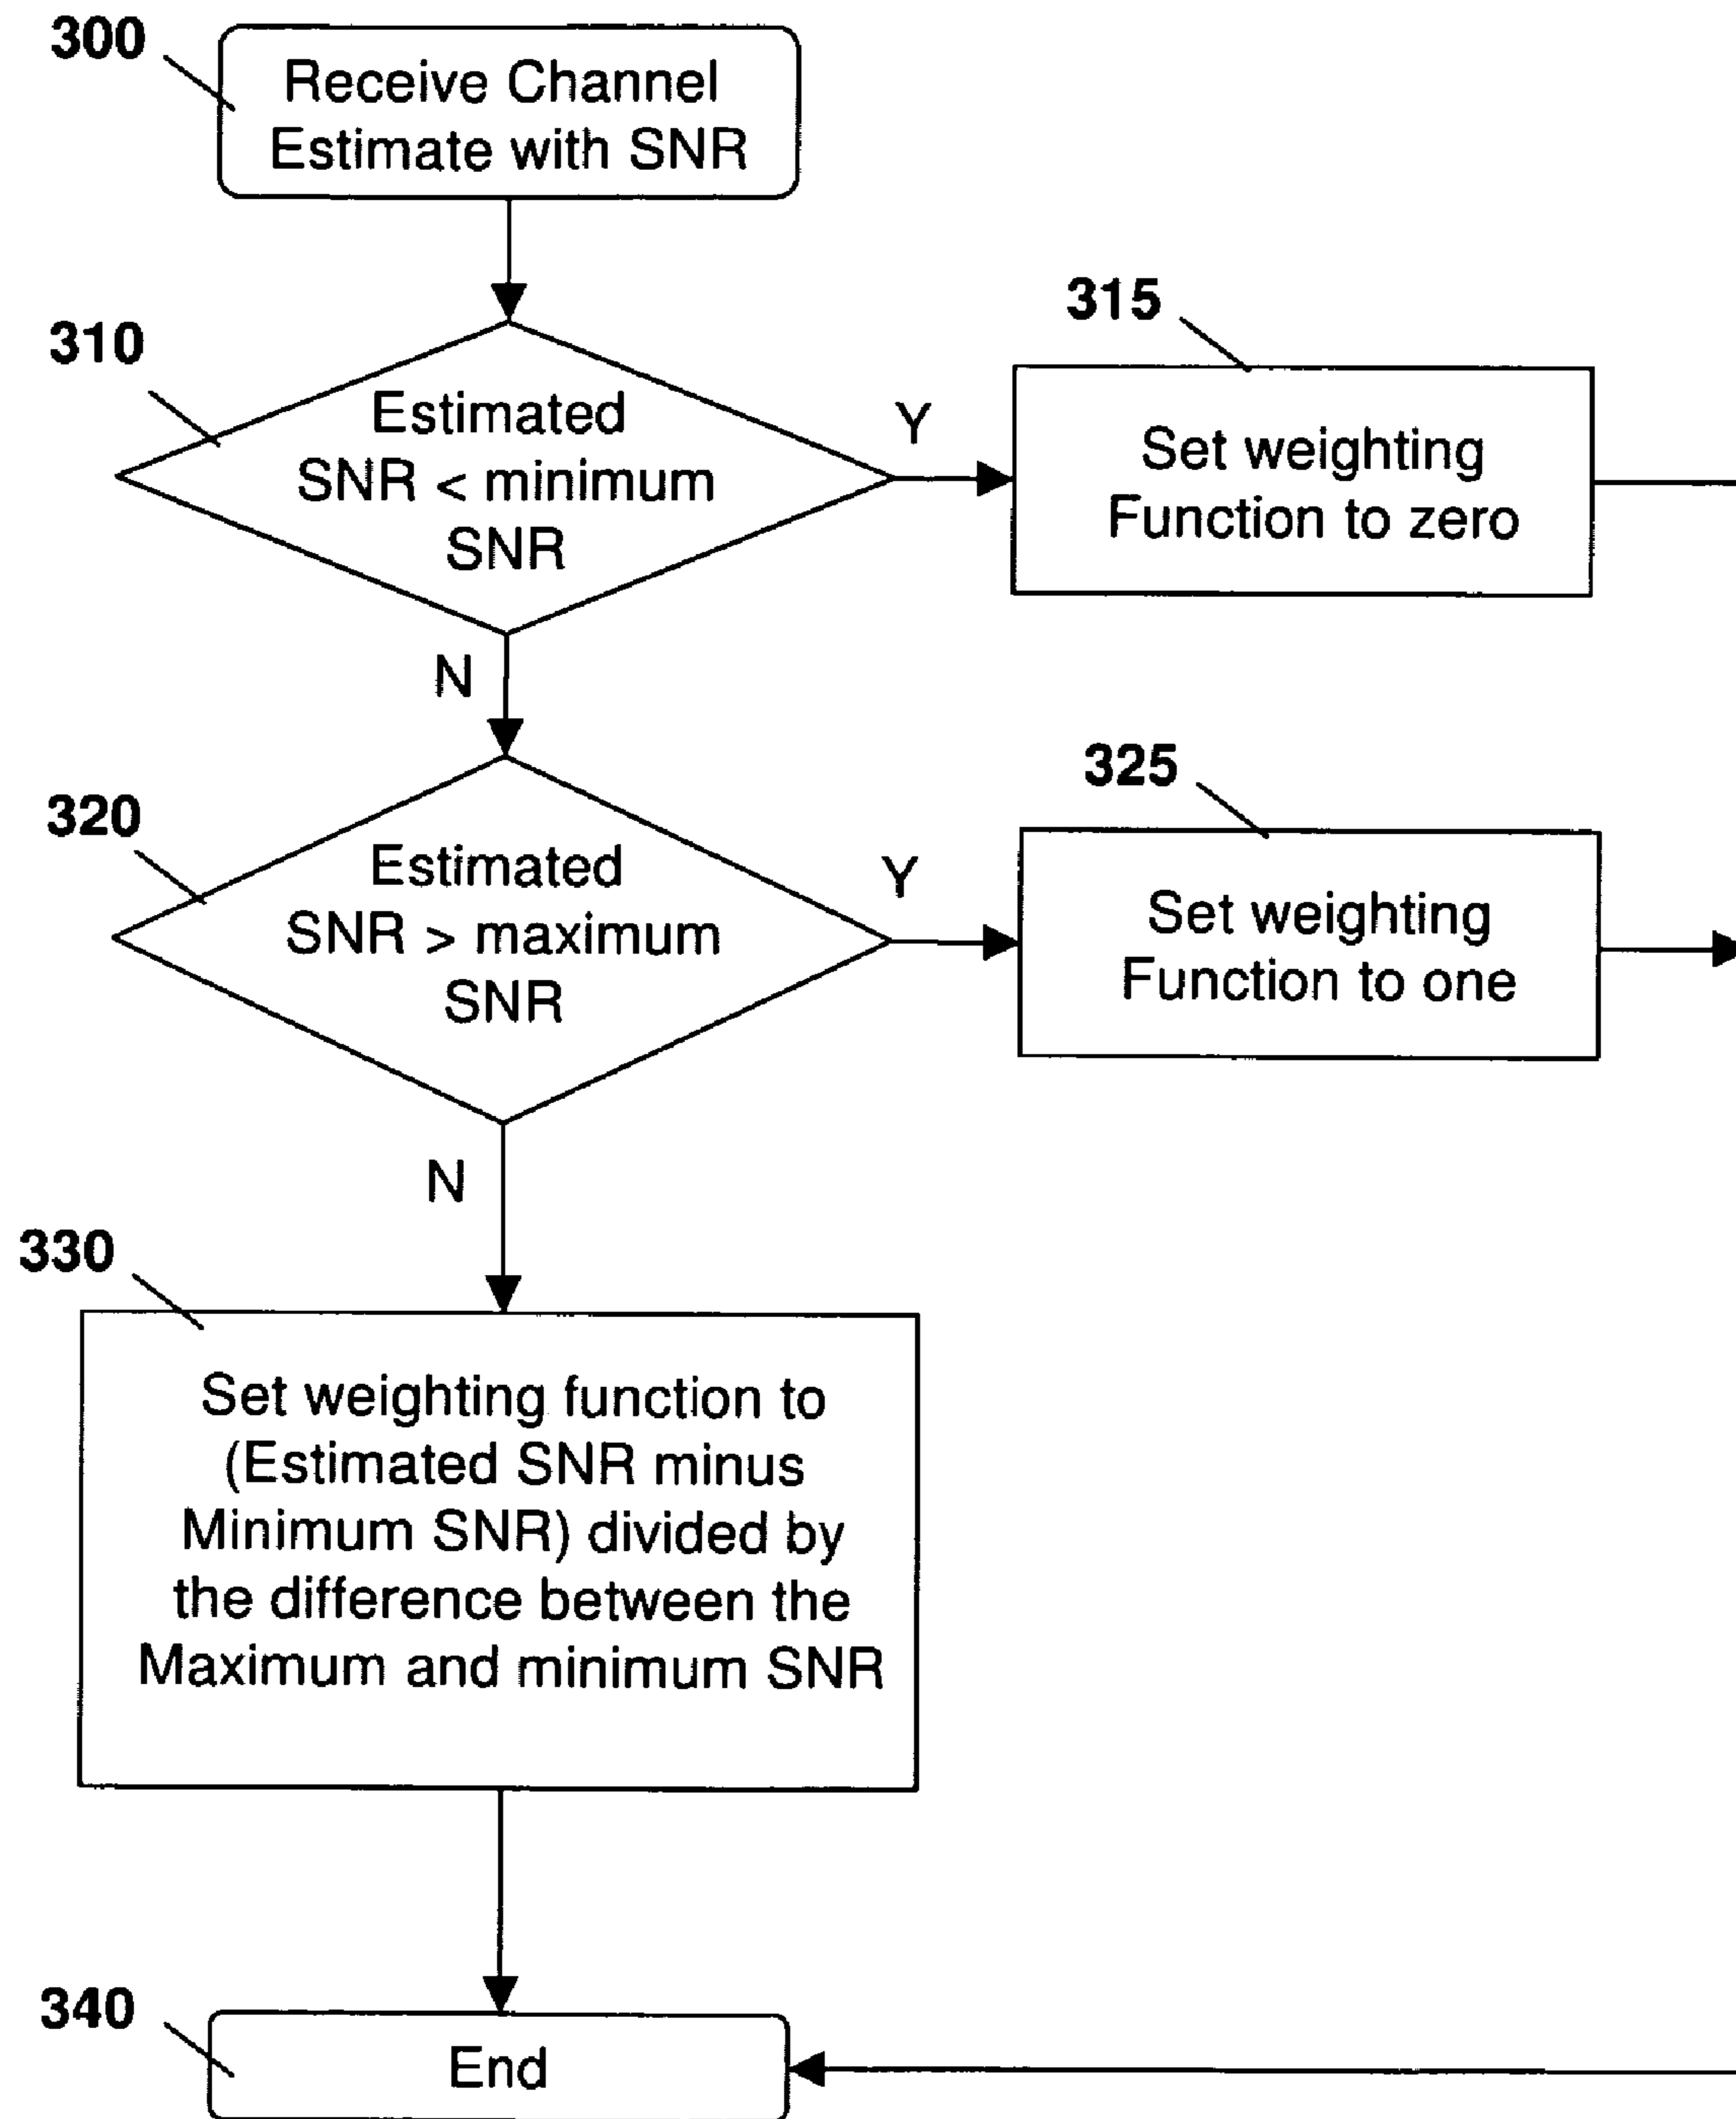 300
Receive Channel
Estimate with SNR
310
Estimated
SNR < minimum
SNR
Y
315
Set weighting
Function to zero
N
320
Estimated
SNR > maximum
SNR
Y
325
Set weighting
Function to one
N
330
Set weighting function to
(Estimated SNR minus
Minimum SNR) divided by
the difference between the
Maximum and minimum SNR
340
End